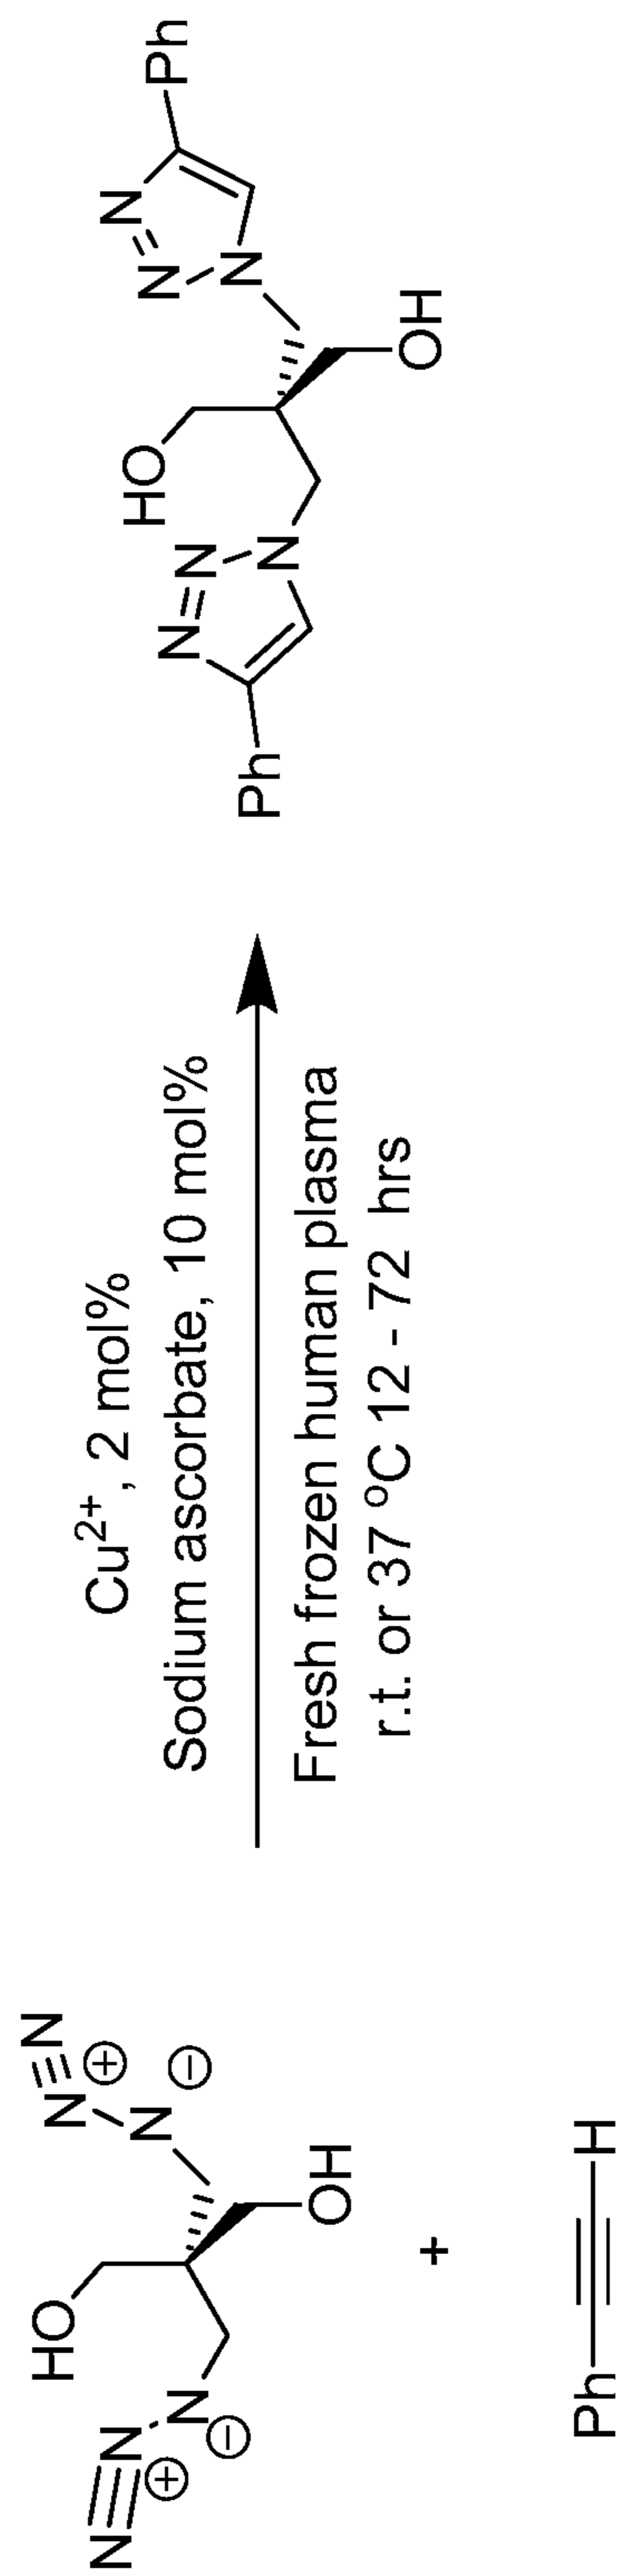 HO
N≡N⊕
N⊖
N≡N⊕
N⊖
OH
+
Ph
H
Cu²⁺, 2 mol%
Sodium ascorbate, 10 mol%
Fresh frozen human plasma
r.t. or 37 ºC 12 - 72 hrs
Ph
N=N
N
HO
OH
N=N
N
Ph